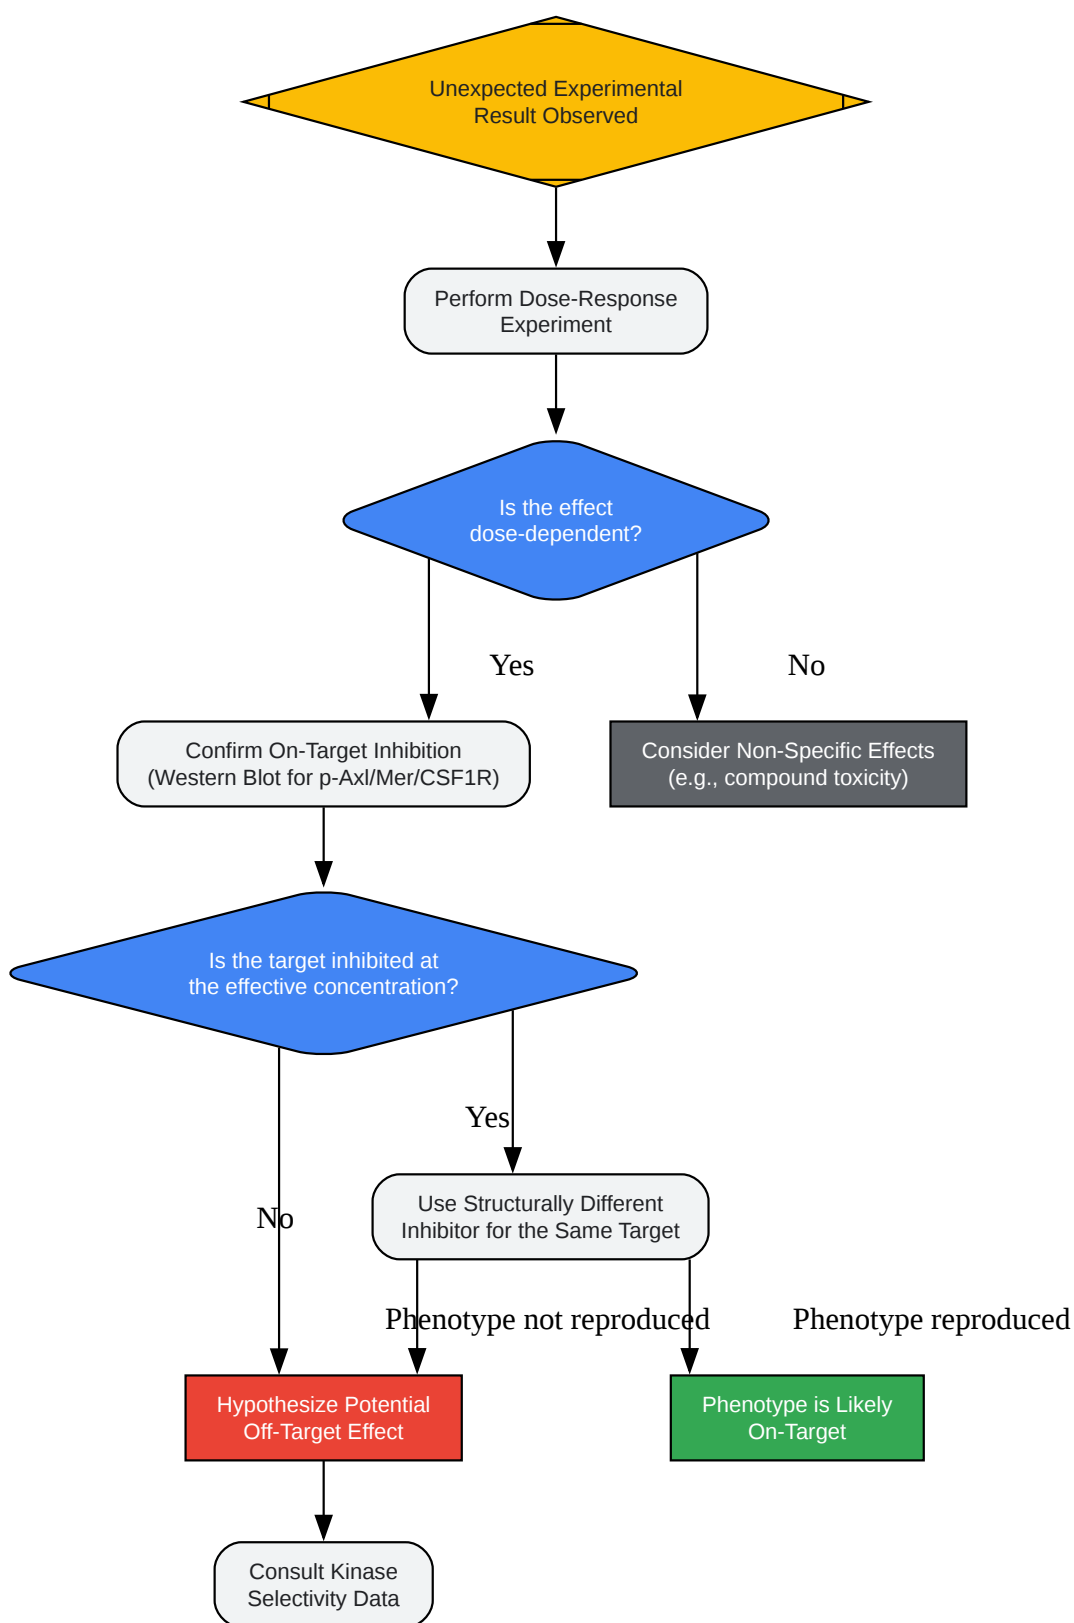 Unexpected Experimental
Result Observed
Perform Dose-Response
Experiment
Is the effect
dose-dependent?
Yes
No
Confirm On-Target Inhibition
(Western Blot for p-Axl/Mer/CSF1R)
Consider Non-Specific Effects
(e.g., compound toxicity)
Is the target inhibited at
the effective concentration?
Yes
Use Structurally Different
Inhibitor for the Same Target
No
Phenotype not reproduced
Phenotype reproduced
Hypothesize Potential
Off-Target Effect
Phenotype is Likely
On-Target
Consult Kinase
Selectivity Data